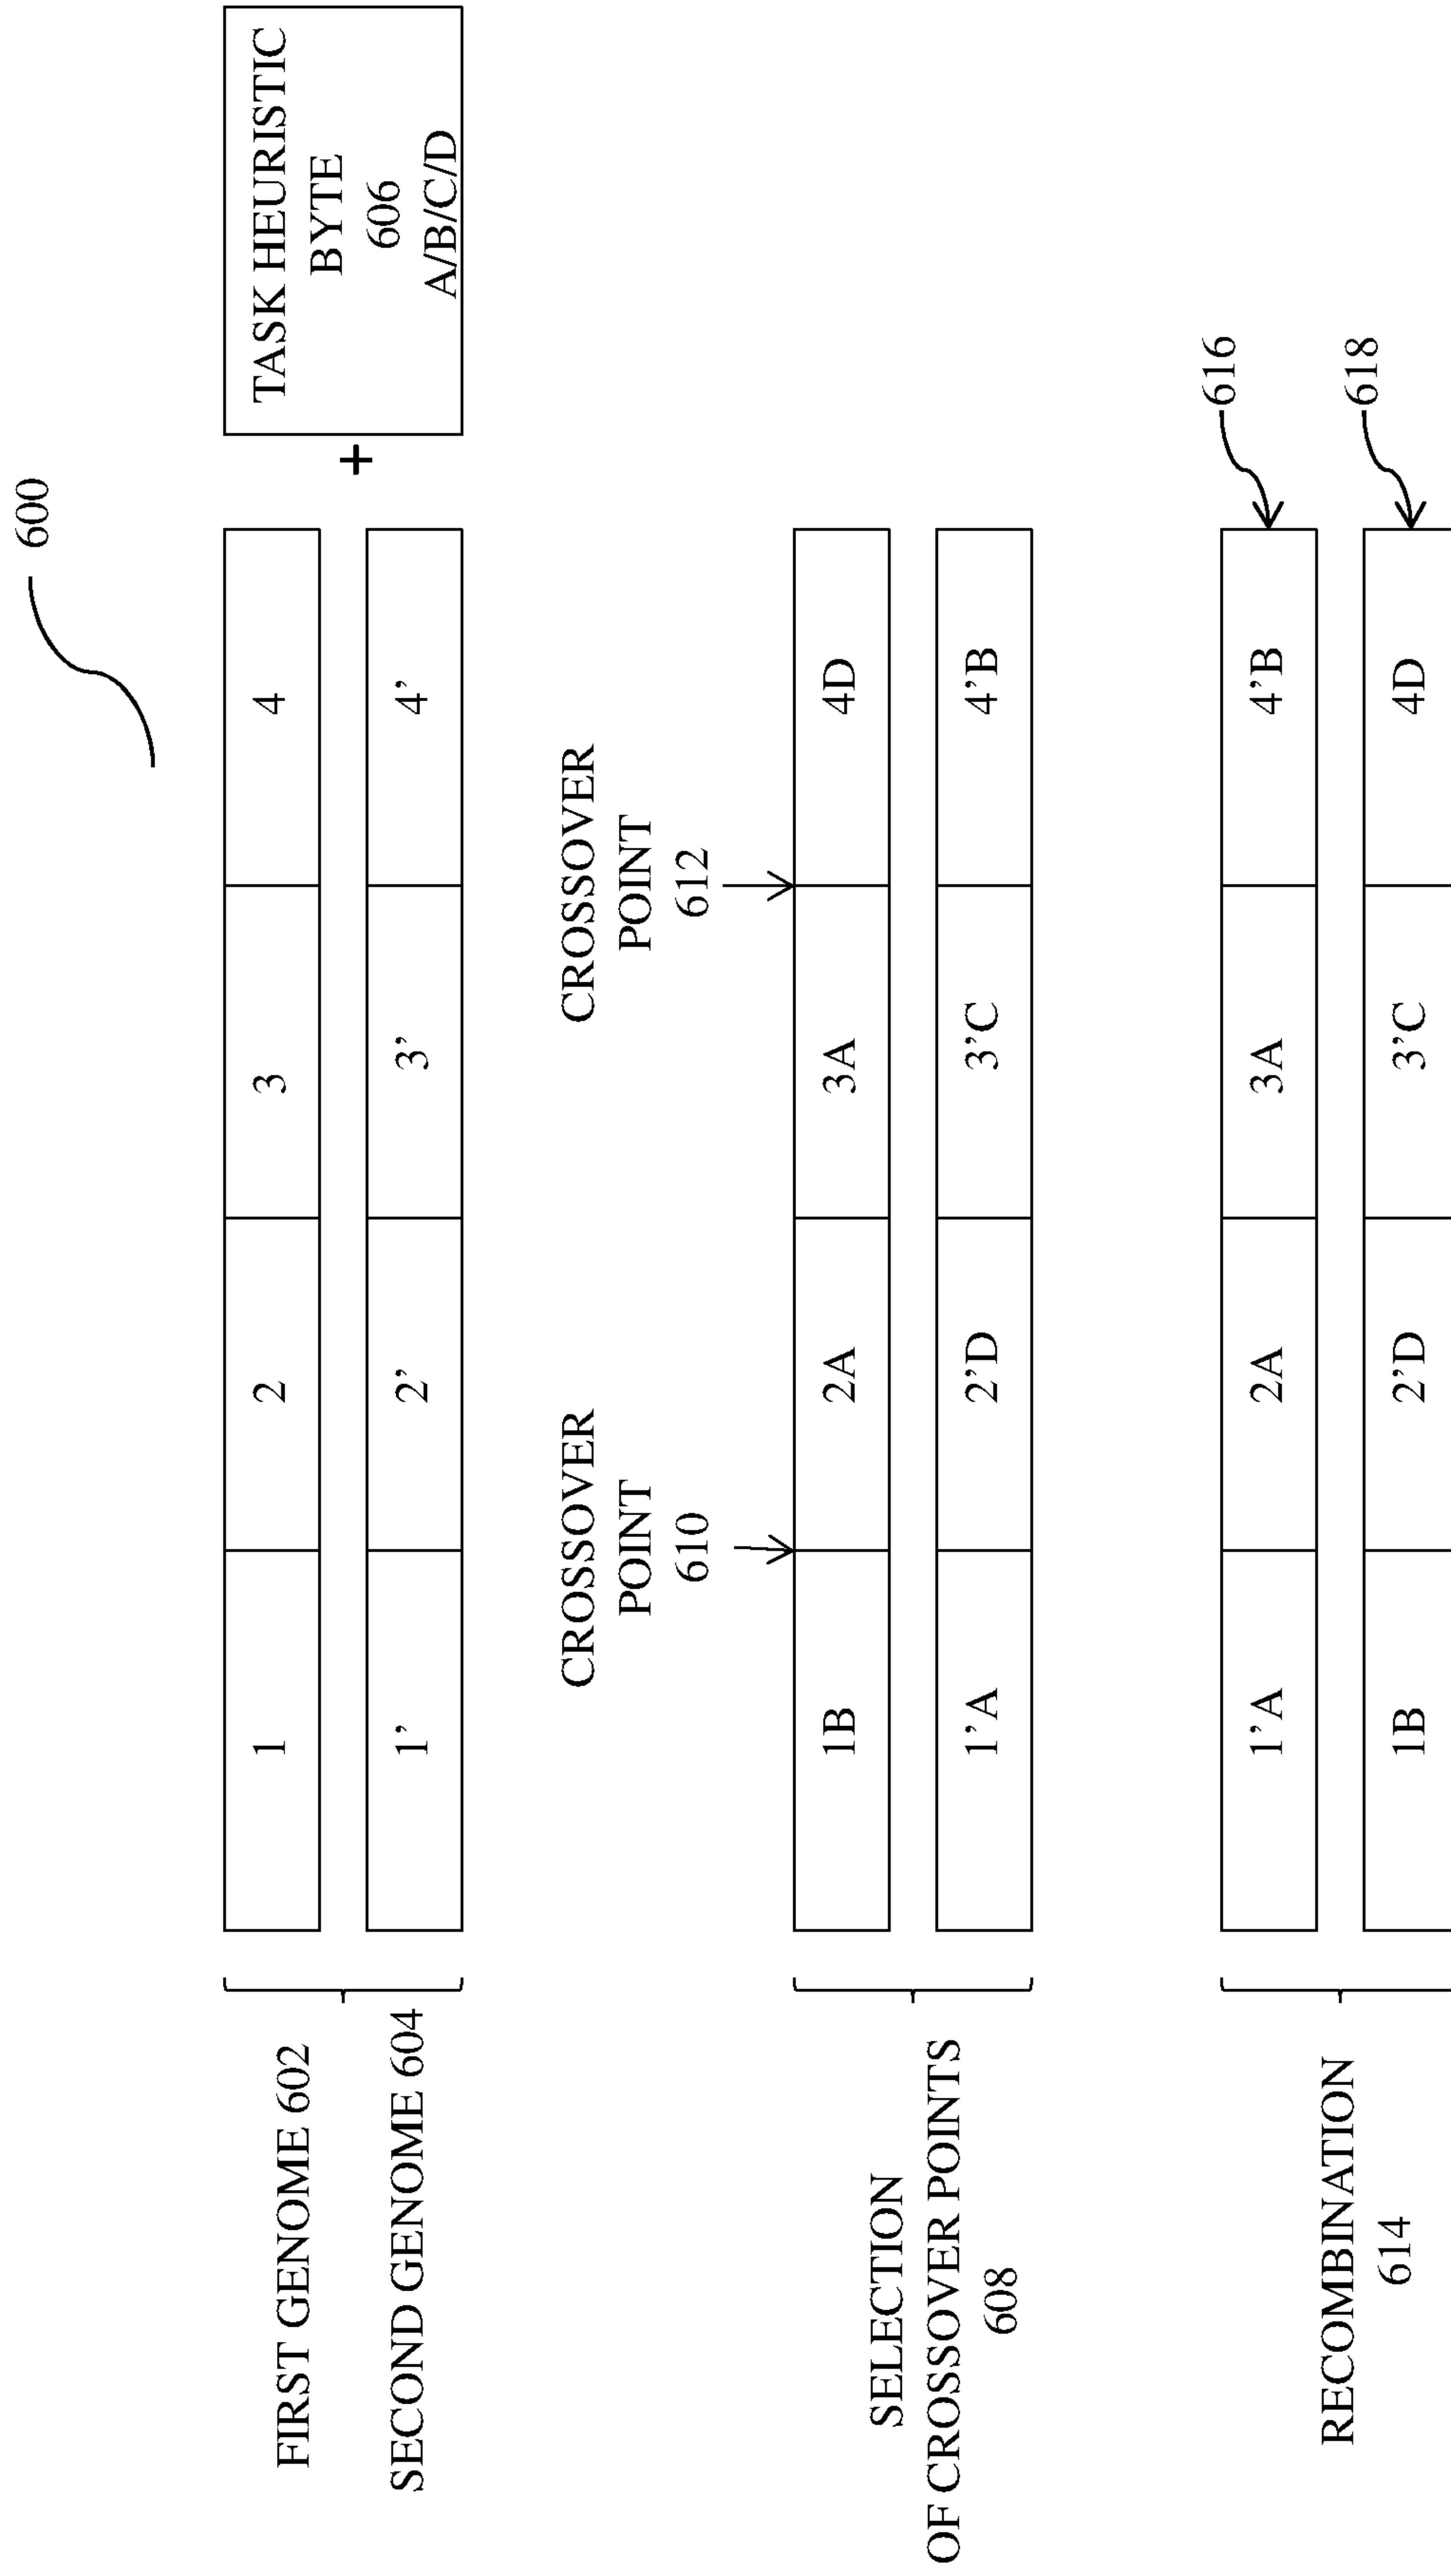 600
FIRST GENOME 602
1 2 3 4
SECOND GENOME 604
1’ 2’ 3’ 4’
+
TASK HEURISTIC
BYTE
606
A/B/C/D
CROSSOVER
POINT
610
CROSSOVER
POINT
612
SELECTION
OF CROSSOVER POINTS
608
1B 2A 3A 4D
1’A 2’D 3’C 4’B
RECOMBINATION
614
1’A 2A 3A 4’B
616
1B 2’D 3’C 4D
618